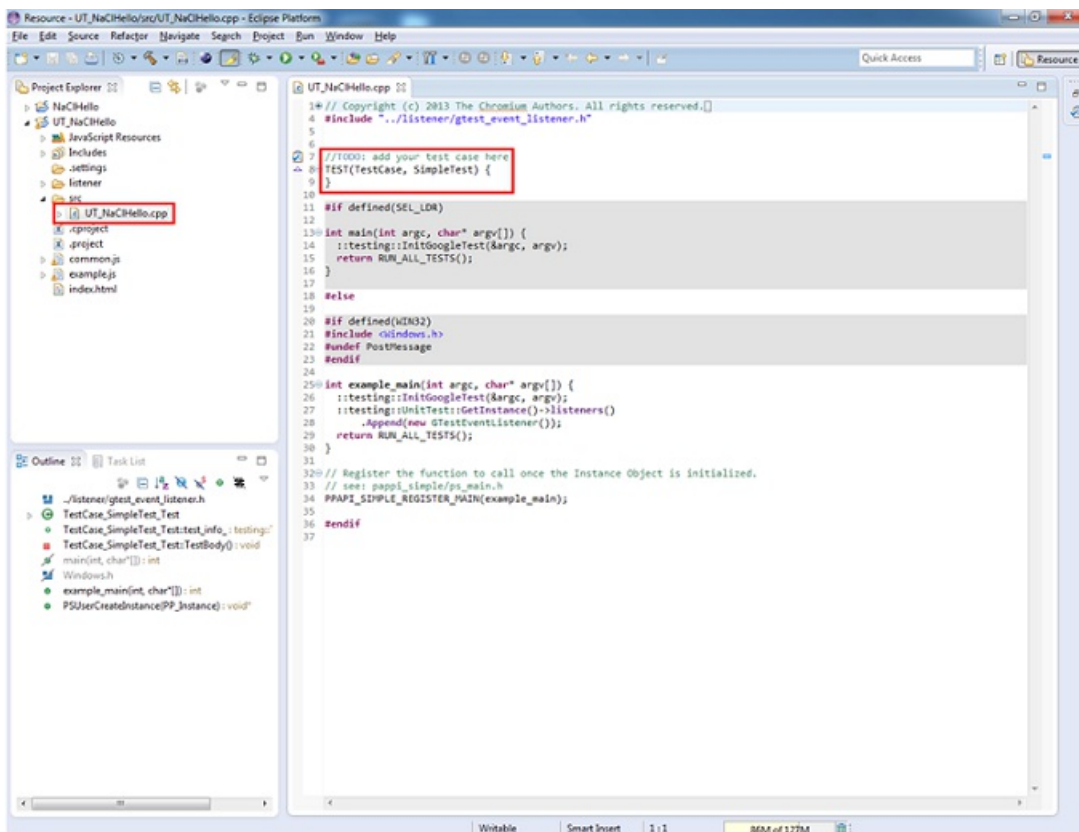 Resource - UT_NaClHello/src/UT_NaClHello.cpp - Eclipse Platform
File Edit Source Refactor Navigate Search Project Run Window Help
Quick Access
Resource
Project Explorer
NaClHello
UT_NaClHello
JavaScript Resources
Includes
.settings
listener
src
UT_NaClHello.cpp
.cproject
.project
common.js
example.js
index.html
UT_NaClHello.cpp
1 // Copyright (c) 2013 The Chromium Authors. All rights reserved.
4 #include "../listener/gtest_event_listener.h"
5
6
7 //TODO: add your test case here
8 TEST(TestCase, SimpleTest) {
9 }
10
11 #if defined(SEL_LDR)
12
13 int main(int argc, char* argv[]) {
14 ::testing::InitGoogleTest(&argc, argv);
15 return RUN_ALL_TESTS();
16 }
17
18 #else
19
20 #if defined(WIN32)
21 #include <Windows.h>
22 #undef PostMessage
23 #endif
24
25 int example_main(int argc, char* argv[]) {
26 ::testing::InitGoogleTest(&argc, argv);
27 ::testing::UnitTest::GetInstance()->listeners()
28 .Append(new GTestEventListener());
29 return RUN_ALL_TESTS();
30 }
31
32 // Register the function to call once the Instance Object is initialized.
33 // see: pappi_simple/ps_main.h
34 PPAPI_SIMPLE_REGISTER_MAIN(example_main);
35
36 #endif
37
Outline Task List
../listener/gtest_event_listener.h
TestCase_SimpleTest_Test
TestCase_SimpleTest_Test::test_info_ : testing::
TestCase_SimpleTest_Test::TestBody() : void
main(int, char*[]) : int
Windows.h
example_main(int, char*[]) : int
PSUserCreateInstance(PP_Instance) : void*
Writable Smart Insert 1 : 1 86M of 127M